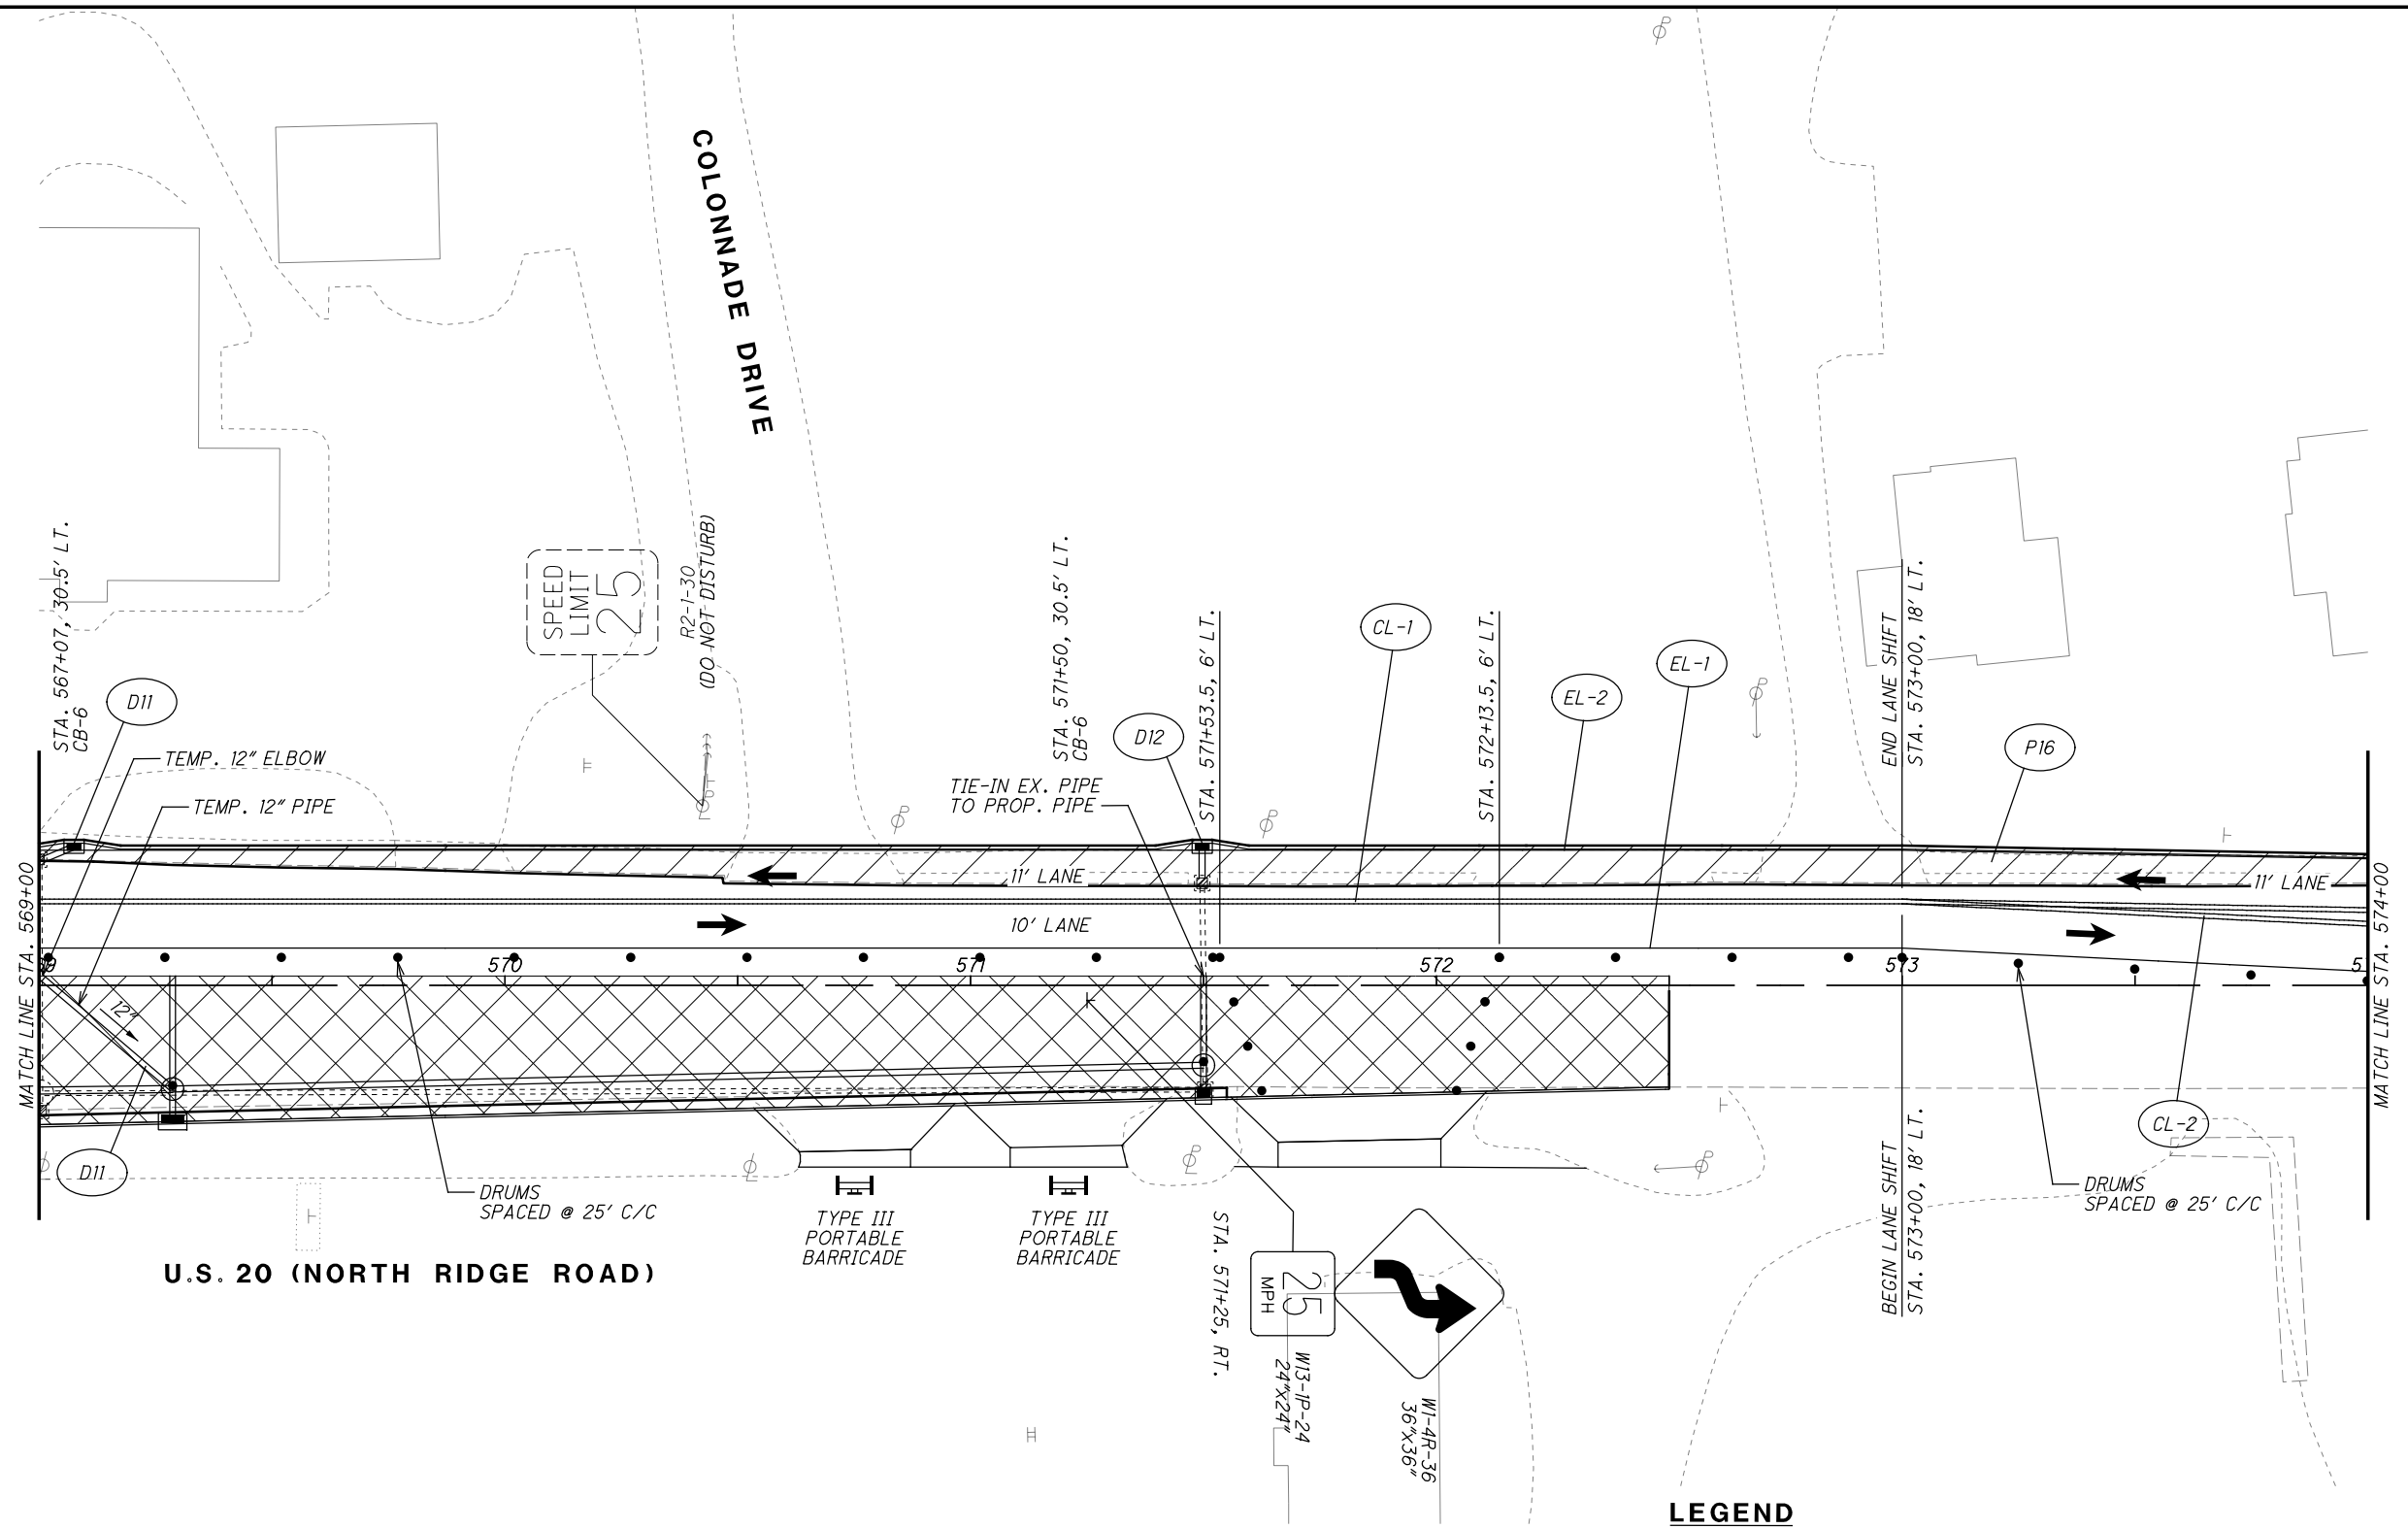 COLONNADE DRIVE
STA. 567+07, 30.5' LT.
CB-6
D11
TEMP. 12" ELBOW
TEMP. 12" PIPE
SPEED
LIMIT
25
R2-1-30
(DO NOT DISTURB)
STA. 571+50, 30.5' LT.
CB-6
D12
TIE-IN EX. PIPE
TO PROP. PIPE
STA. 571+53.5, 6' LT.
CL-1
STA. 572+13.5, 6' LT.
EL-2
EL-1
END LANE SHIFT
STA. 573+00, 18' LT.
P16
MATCH LINE STA. 569+00
11' LANE
11' LANE
10' LANE
9
570
571
572
573
5
MATCH LINE STA. 574+00
12"
D11
DRUMS
SPACED @ 25' C/C
TYPE III
PORTABLE
BARRICADE
TYPE III
PORTABLE
BARRICADE
STA. 571+25, RT.
25
MPH
W13-1P-24
24"x24"
W1-4R-36
36"x36"
BEGIN LANE SHIFT
STA. 573+00, 18' LT.
CL-2
DRUMS
SPACED @ 25' C/C
U.S. 20 (NORTH RIDGE ROAD)
LEGEND